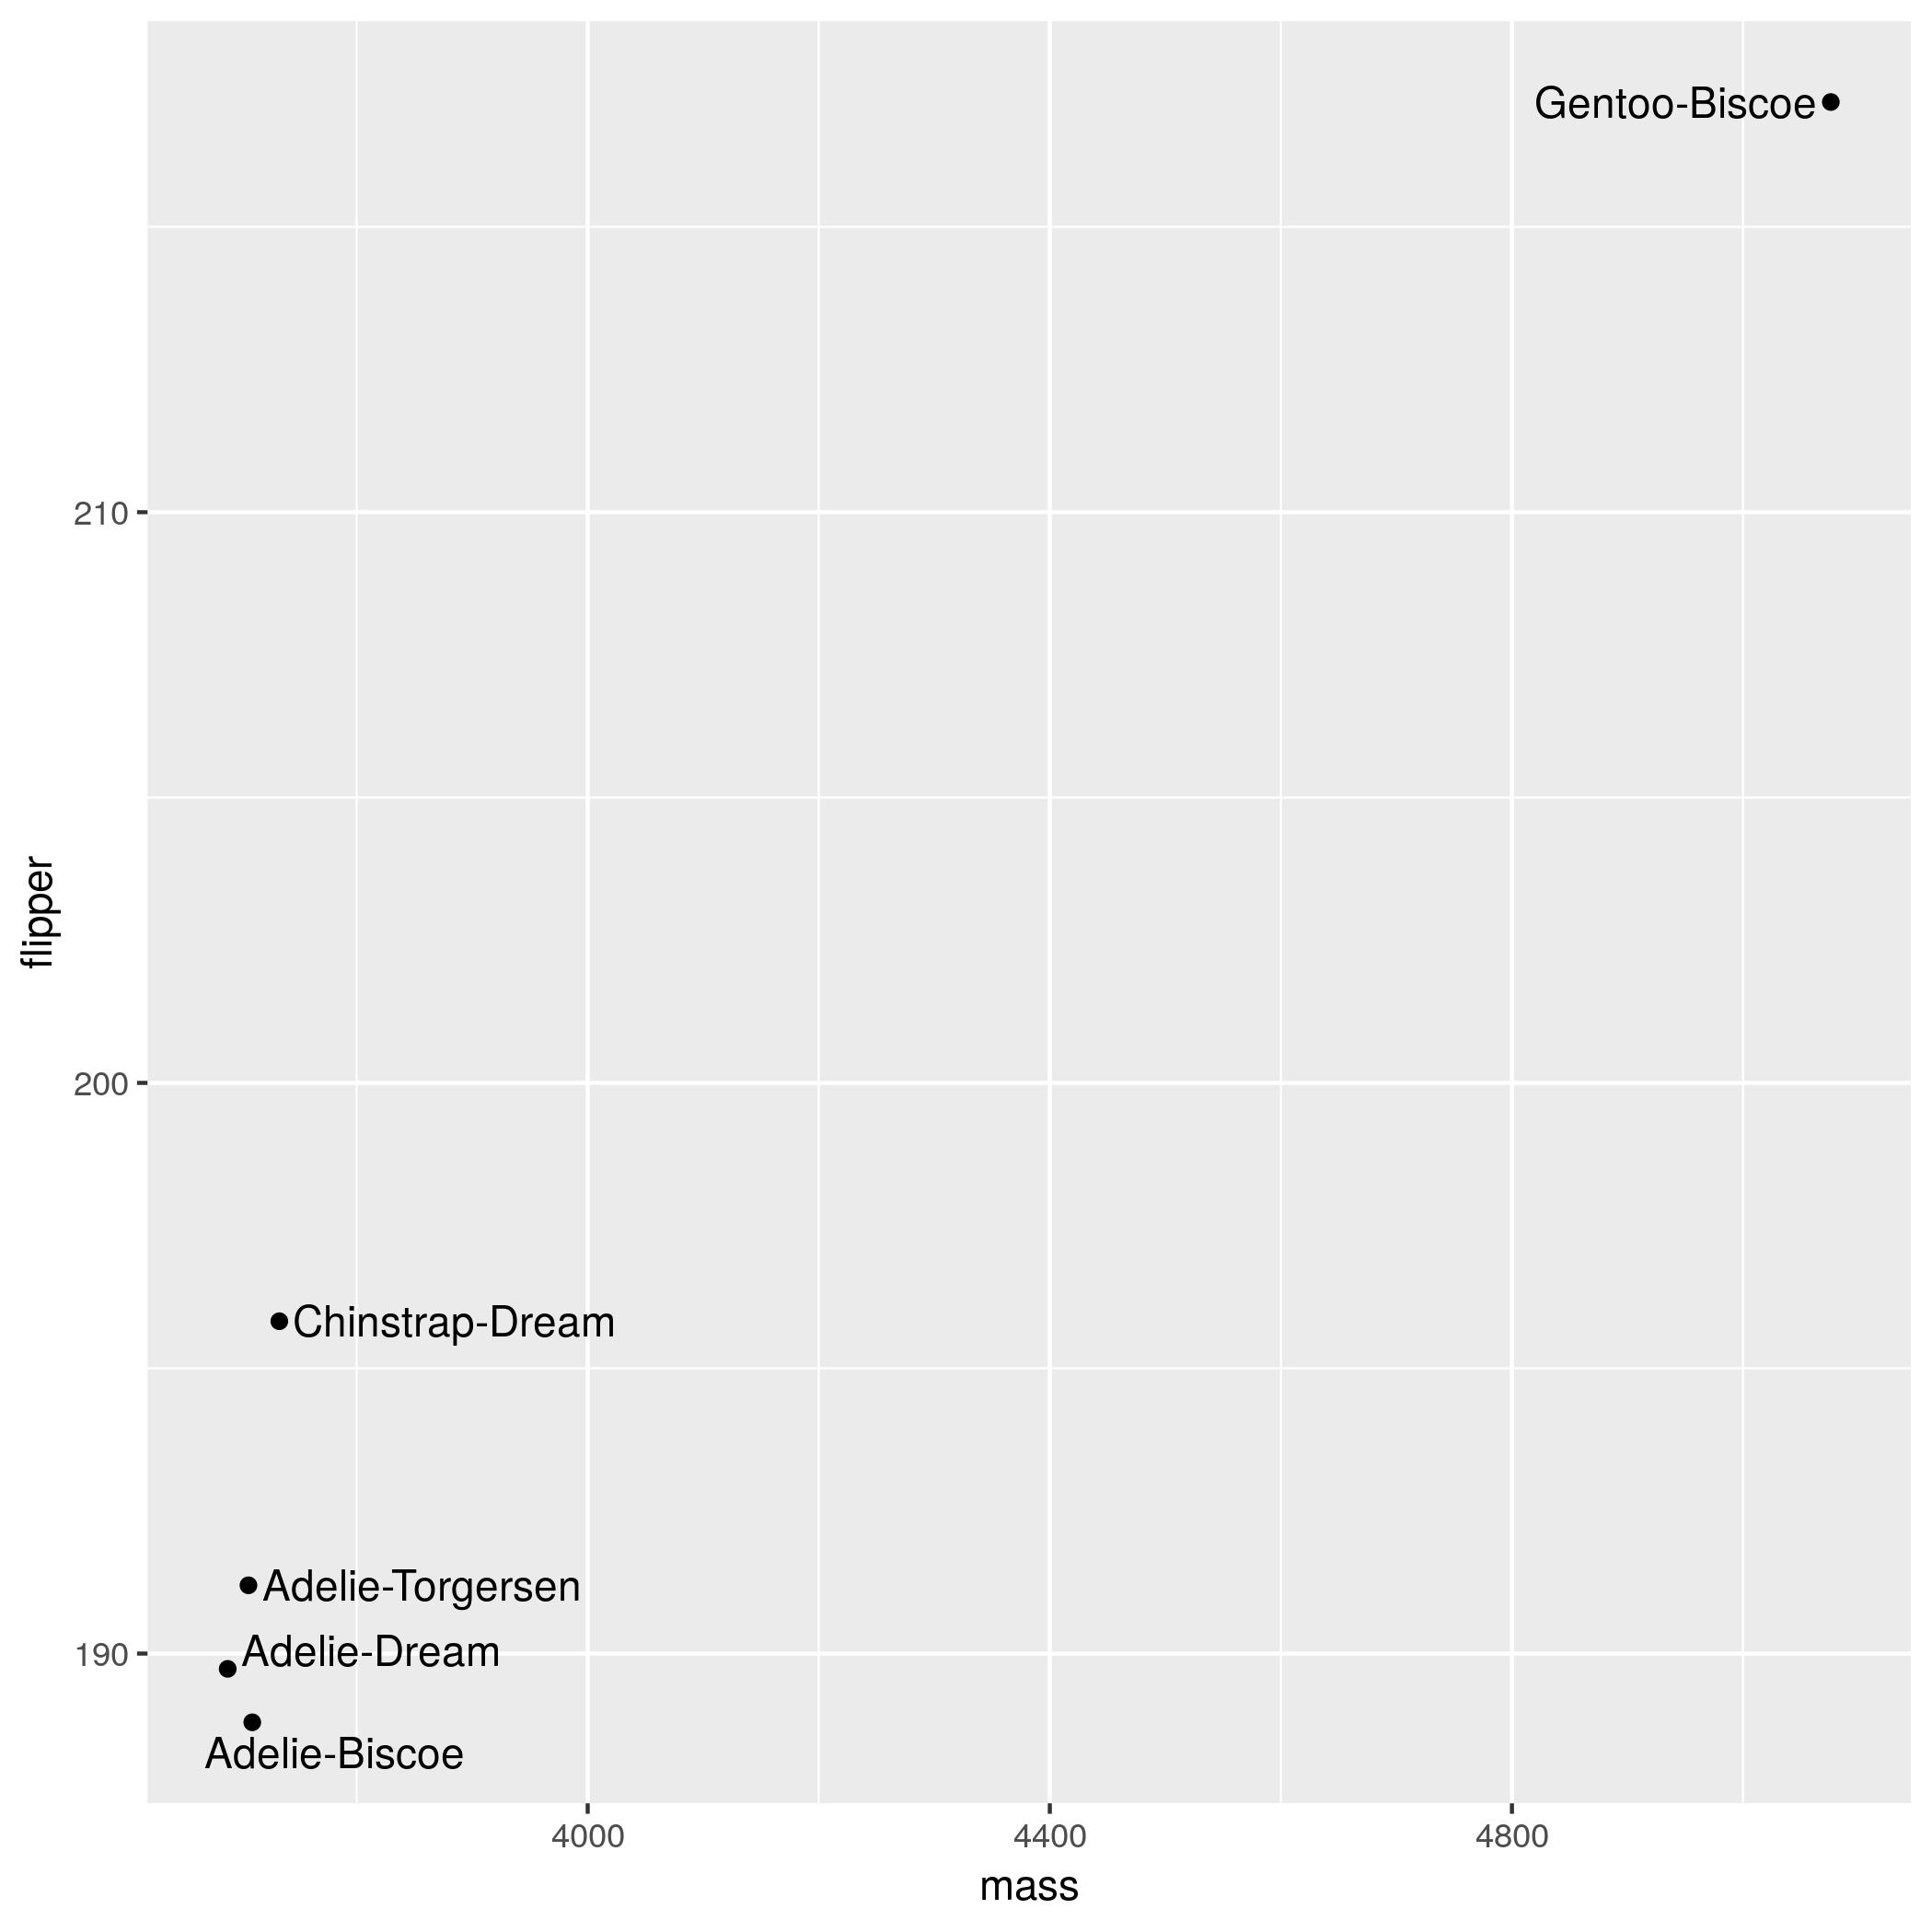 Gentoo-Biscoe
210
flipper
200
Chinstrap-Dream
Adelie-Torgersen
Adelie-Dream
190
Adelie-Biscoe
4000 4400 4800
mass